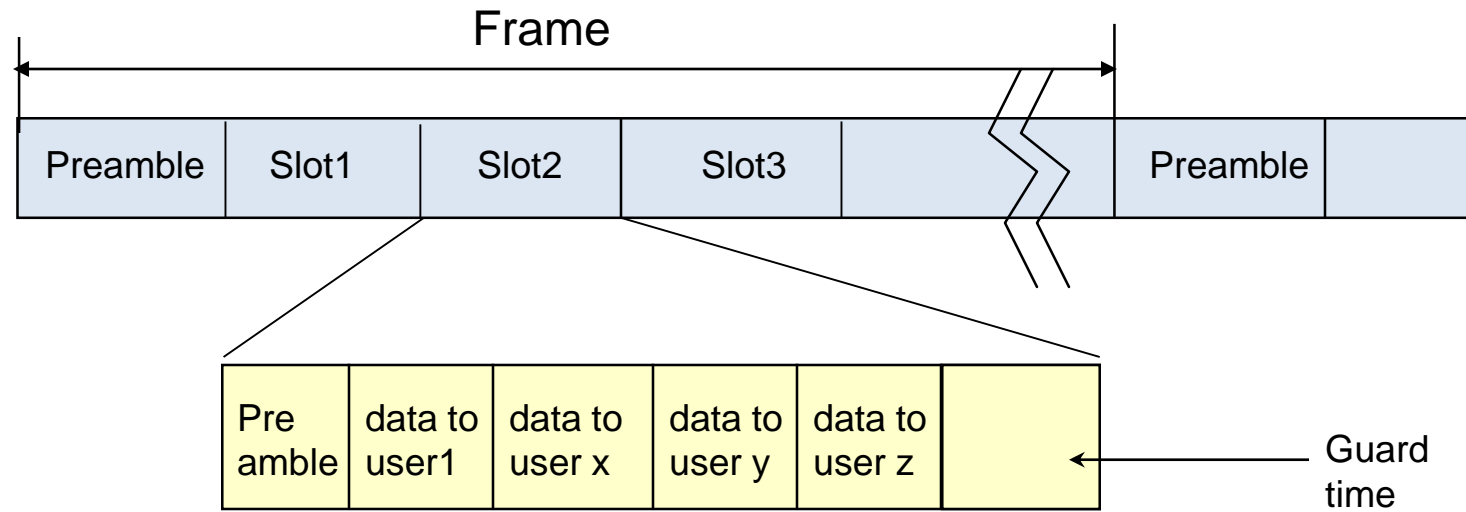 Frame
Preamble
Slot1
Slot2
Slot3
Preamble
Pre
amble
data to
user1
data to
user x
data to
user y
data to
user z
Guard
time